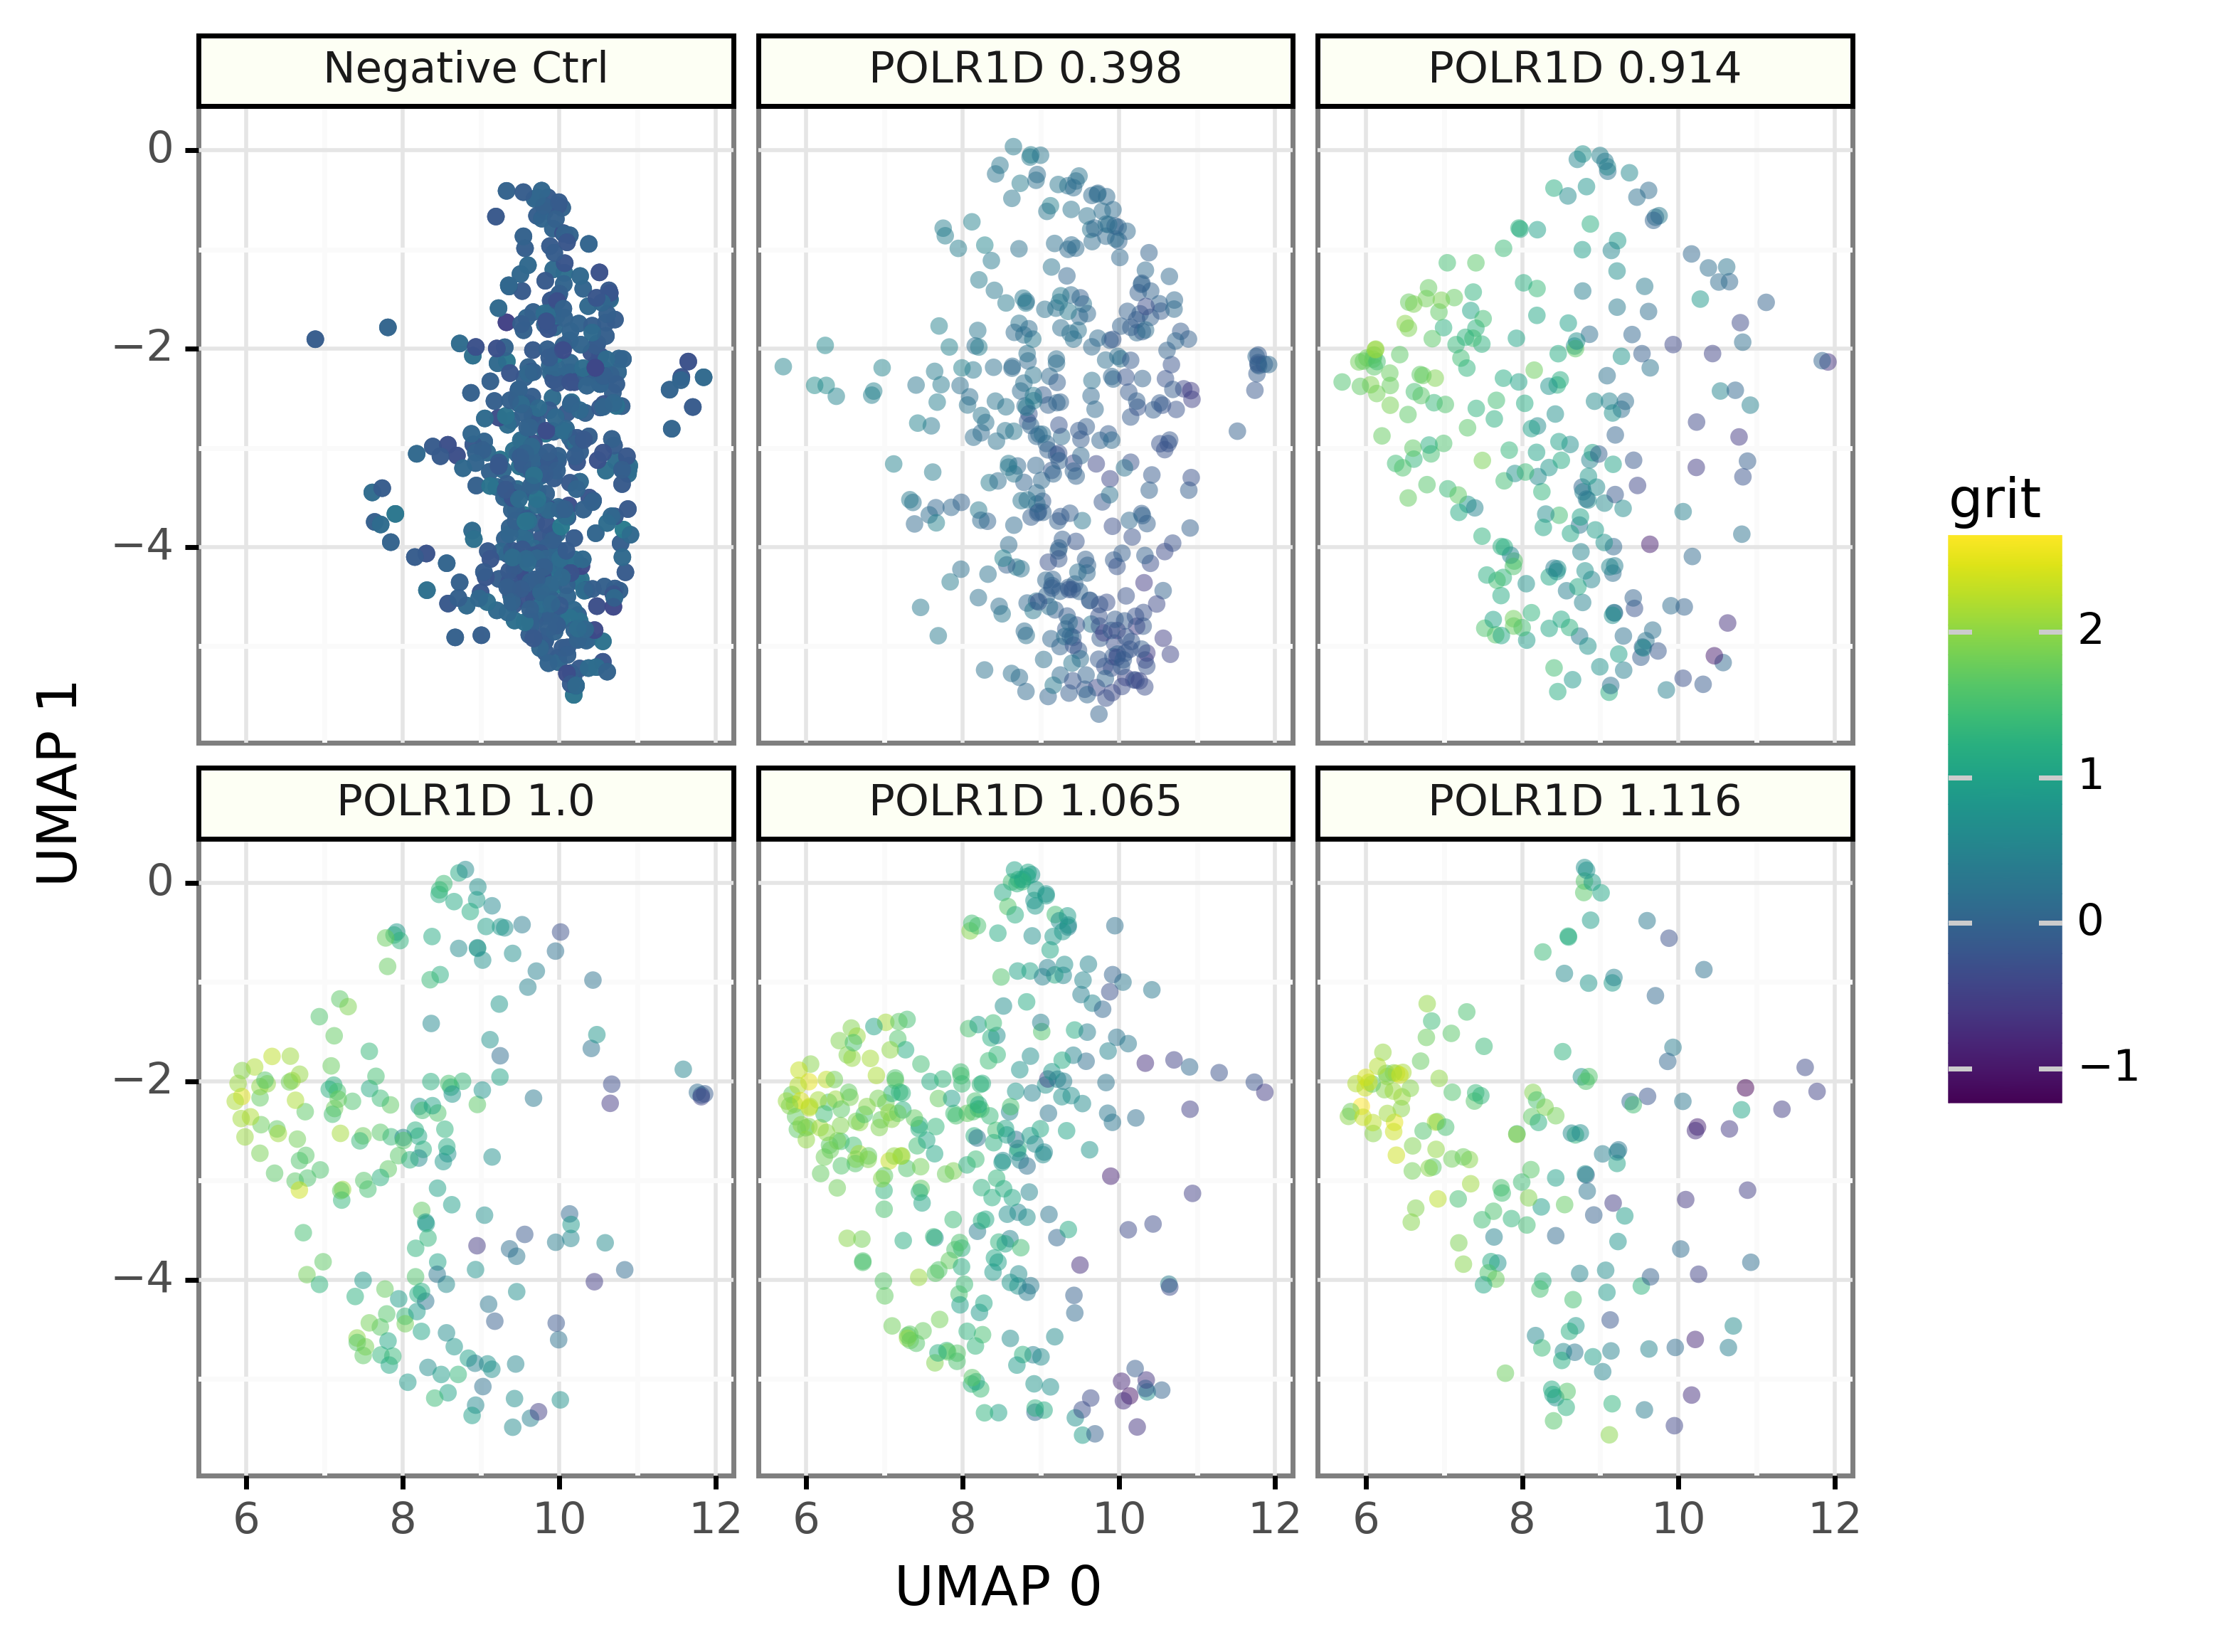 Negative Ctrl
POLR1D 0.398
POLR1D 0.914
0
−2
−4
POLR1D 1.0
POLR1D 1.065
POLR1D 1.116
0
−2
−4
6 8 10 12
6 8 10 12
6 8 10 12
UMAP 0
UMAP 1
grit
2
1
0
−1